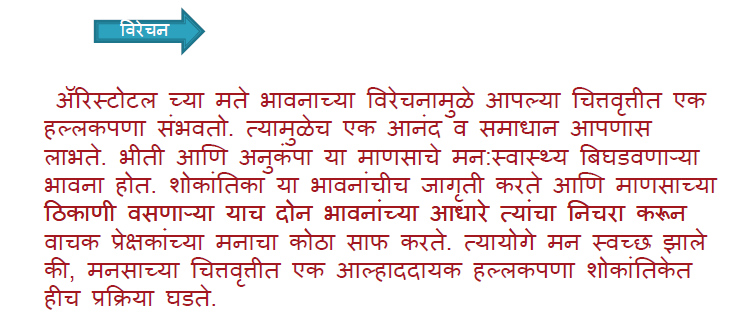 विरेचन
ॲरिस्टोटल च्या मते भावनाच्या विरेचनामुळे आपल्या चित्तवृत्तीत एक
हल्लकपणा संभवतो. त्यामुळेच एक आनंद व समाधान आपणास
लाभते. भीती आणि अनुकंपा या माणसाचे मन:स्वास्थ्य बिघडवणाऱ्या
भावना होत. शोकांतिका या भावनांचीच जागृती करते आणि माणसाच्या
ठिकाणी वसणाऱ्या याच दोन भावनांच्या आधारे त्यांचा निचरा करून
वाचक प्रेक्षकांच्या मनाचा कोठा साफ करते. त्यायोगे मन स्वच्छ झाले
की, मनसाच्या चित्तवृत्तीत एक आल्हाददायक हल्लकपणा शोकांतिकेत
हीच प्रक्रिया घडते.